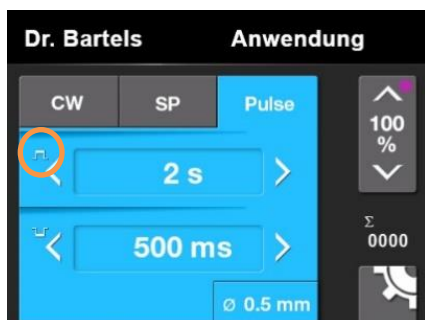 Dr. Bartels Anwendung
CW SP Pulse
100
%
2 s
Σ
0000
500 ms
⌀ 0.5 mm